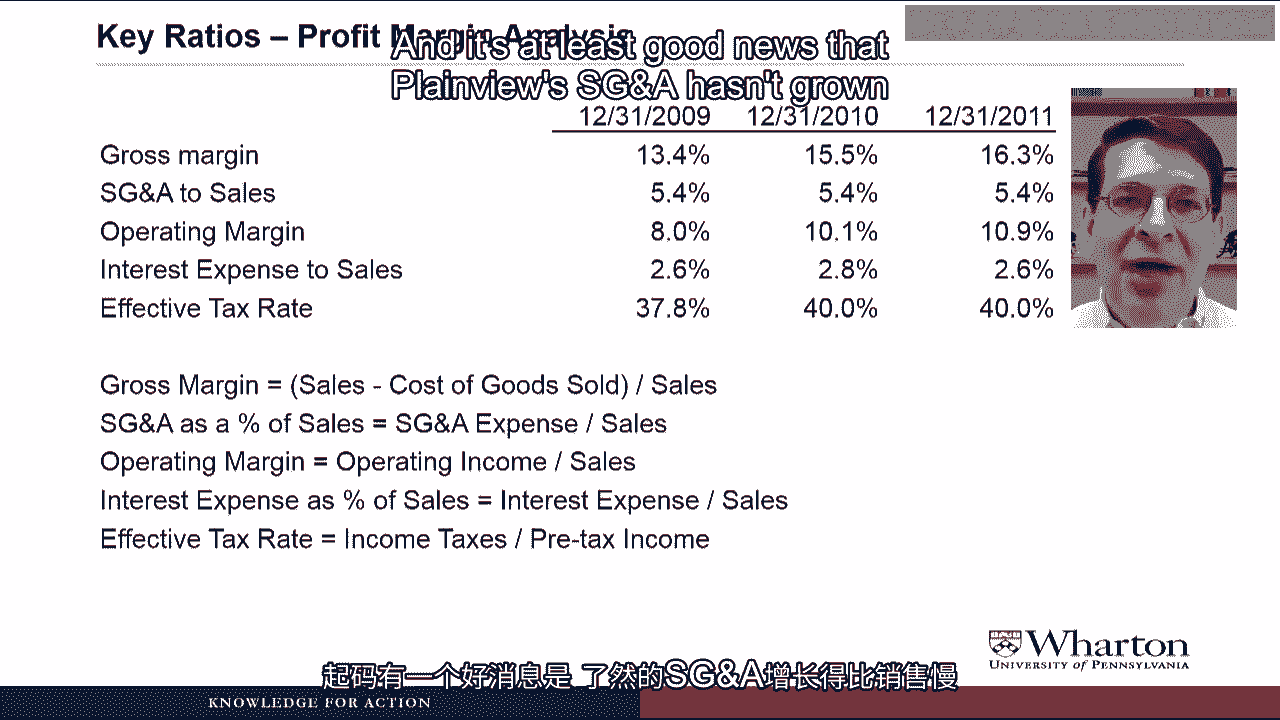 Key Ratios – Profit Margin Analysis
And it's at least good news that
Plainview's SG&A hasn't grown
12/31/2009 12/31/2010 12/31/2011
Gross margin 13.4% 15.5% 16.3%
SG&A to Sales 5.4% 5.4% 5.4%
Operating Margin 8.0% 10.1% 10.9%
Interest Expense to Sales 2.6% 2.8% 2.6%
Effective Tax Rate 37.8% 40.0% 40.0%
Gross Margin = (Sales - Cost of Goods Sold) / Sales
SG&A as a % of Sales = SG&A Expense / Sales
Operating Margin = Operating Income / Sales
Interest Expense as % of Sales = Interest Expense / Sales
Effective Tax Rate = Income Taxes / Pre-tax Income
Wharton
UNIVERSITY of PENNSYLVANIA
起码有一个好消息是 了然的SG&A增长得比销售慢
KNOWLEDGE FOR ACTION